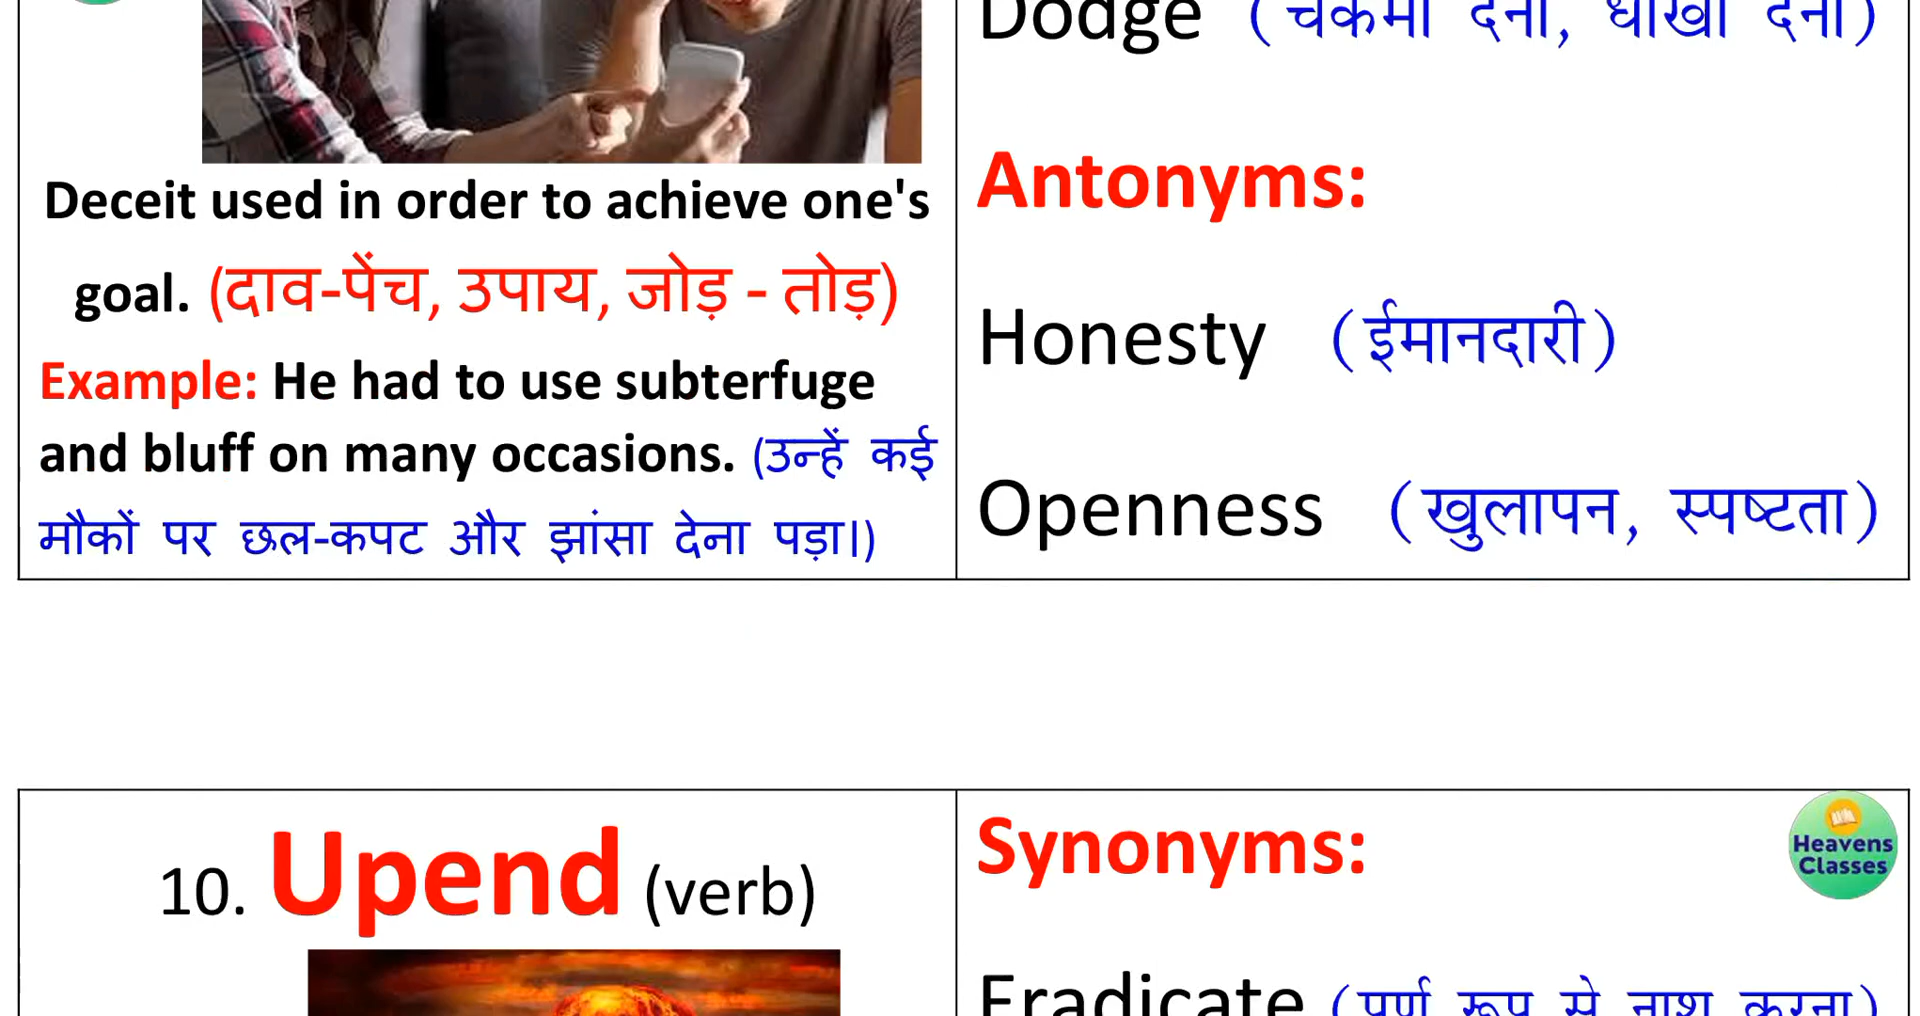 Dodge (चकमा देना, धोखा देना)
Deceit used in order to achieve one's
goal. (दाव-पेंच, उपाय, जोड़ - तोड़)
Example: He had to use subterfuge
and bluff on many occasions. (उन्हें कई
मौकों पर छल-कपट और झांसा देना पड़ा।)
Antonyms:
Honesty (ईमानदारी)
Openness (खुलापन, स्पष्टता)
10. Upend (verb)
Synonyms:
Heavens
Classes
Eradicate (पूर्ण रूप से नाश करना)